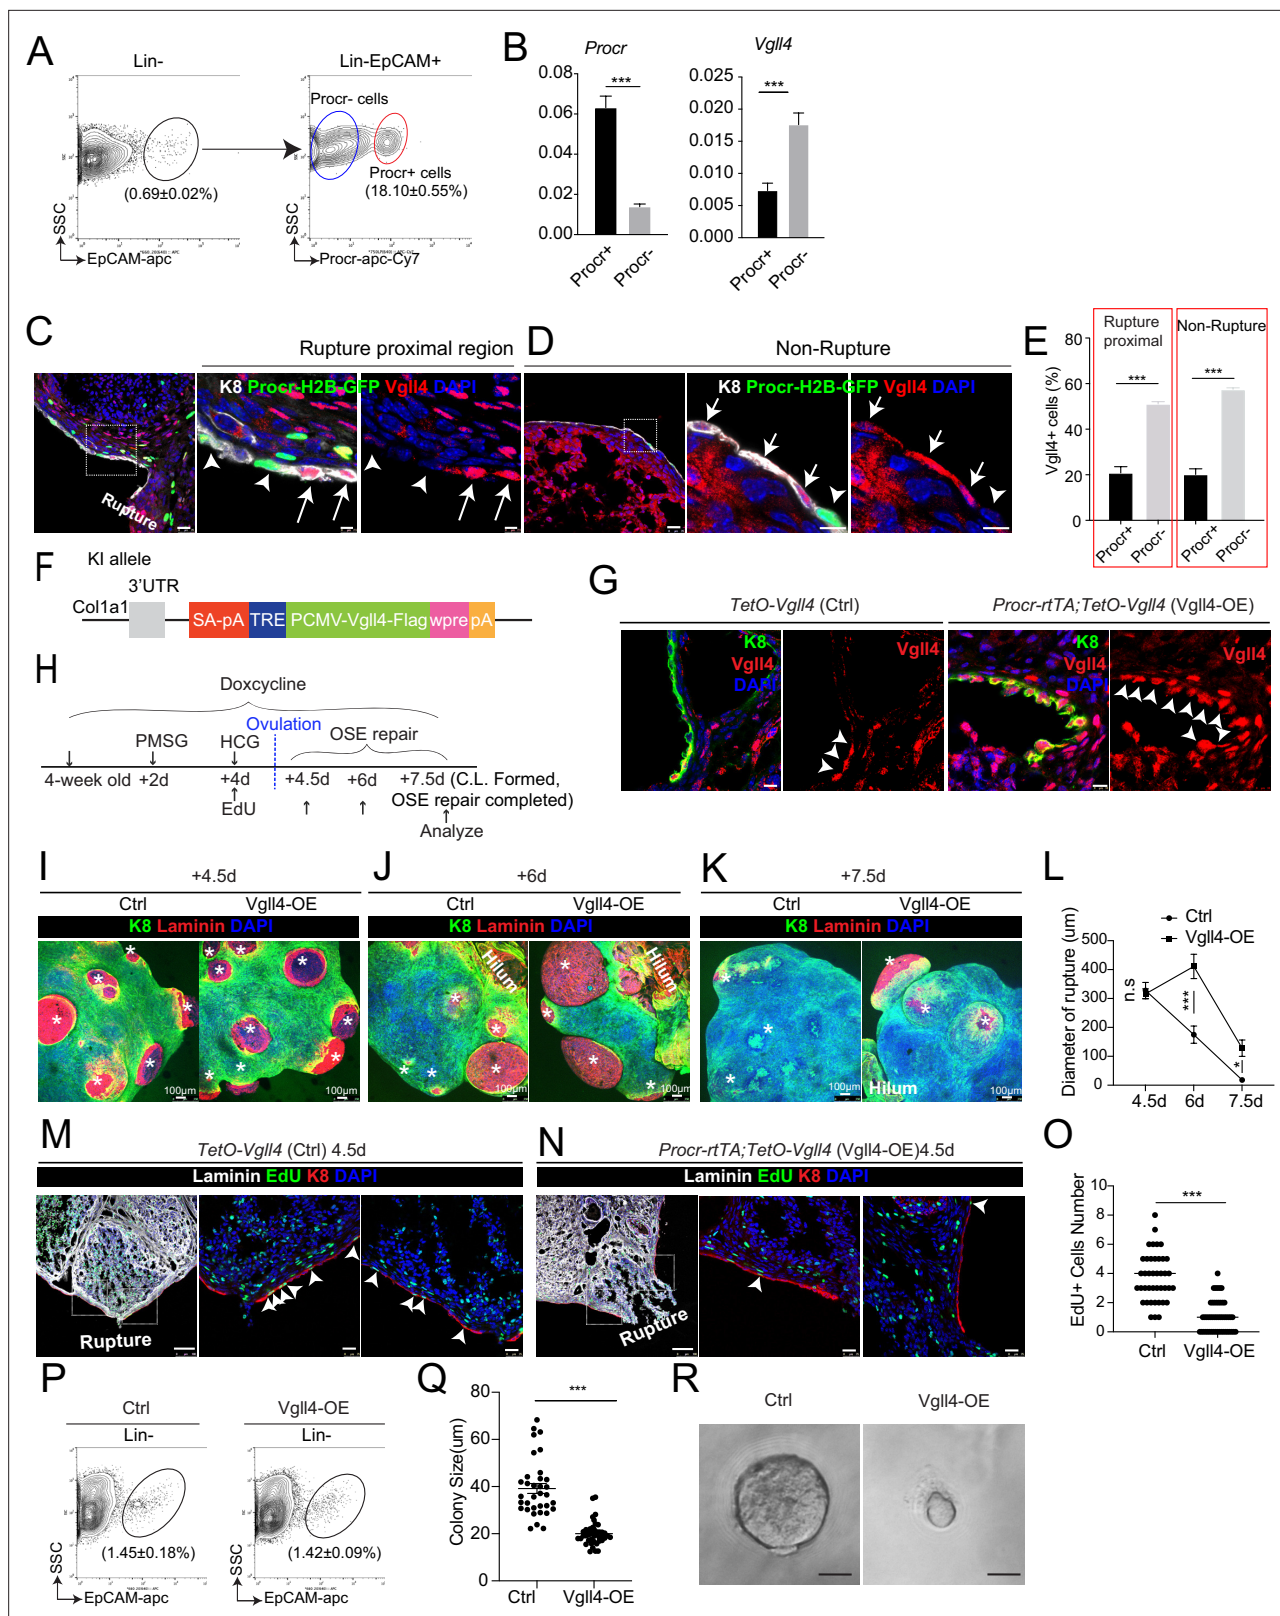 A
Lin-
Lin-EpCAM+
Procr- cells
Procr+ cells
(18.10±0.55%)
(0.69±0.02%)
SSC
EpCAM-apc
SSC
Procr-apc-Cy7
B
Procr
***
0.08
0.06
0.04
0.02
0.00
Procr+
Procr-
Vgll4
***
0.025
0.020
0.015
0.010
0.005
0.000
Procr+
Procr-
C
Rupture proximal region
K8 Procr-H2B-GFP Vgll4 DAPI
Rupture
D
Non-Rupture
K8 Procr-H2B-GFP Vgll4 DAPI
E
Rupture proximal
Non-Rupture
***
***
Vgll4+ cells (%)
80
60
40
20
0
Procr+
Procr-
Procr+
Procr-
F
KI allele
3'UTR
Col1a1
SA-pA
TRE
PCMV-Vgll4-Flag
wpre
pA
G
TetO-Vgll4 (Ctrl)
Procr-rtTA;TetO-Vgll4 (Vgll4-OE)
K8
Vgll4
DAPI
Vgll4
K8
Vgll4
DAPI
Vgll4
H
Doxcycline
Ovulation
PMSG
HCG
OSE repair
4-week old
+2d
+4d
+4.5d
+6d
+7.5d (C.L. Formed,
OSE repair completed)
EdU
Analyze
I
+4.5d
Ctrl
Vgll4-OE
K8 Laminin DAPI
100µm
100µm
J
+6d
Ctrl
Vgll4-OE
K8 Laminin DAPI
Hilum
Hilum
100µm
100µm
K
+7.5d
Ctrl
Vgll4-OE
K8 Laminin DAPI
Hilum
100µm
100µm
L
Ctrl
Vgll4-OE
Diameter of rupture (um)
500
400
300
200
100
0
n.s
***
*
4.5d
6d
7.5d
M
TetO-Vgll4 (Ctrl) 4.5d
Laminin EdU K8 DAPI
Rupture
N
Procr-rtTA;TetO-Vgll4 (Vgll4-OE)4.5d
Laminin EdU K8 DAPI
Rupture
O
***
EdU+ Cells Number
10
8
6
4
2
0
Ctrl
Vgll4-OE
P
Ctrl
Lin-
(1.45±0.18%)
SSC
EpCAM-apc
Vgll4-OE
Lin-
(1.42±0.09%)
SSC
EpCAM-apc
Q
***
Colony Size(um)
80
60
40
20
0
Ctrl
Vgll4-OE
R
Ctrl
Vgll4-OE